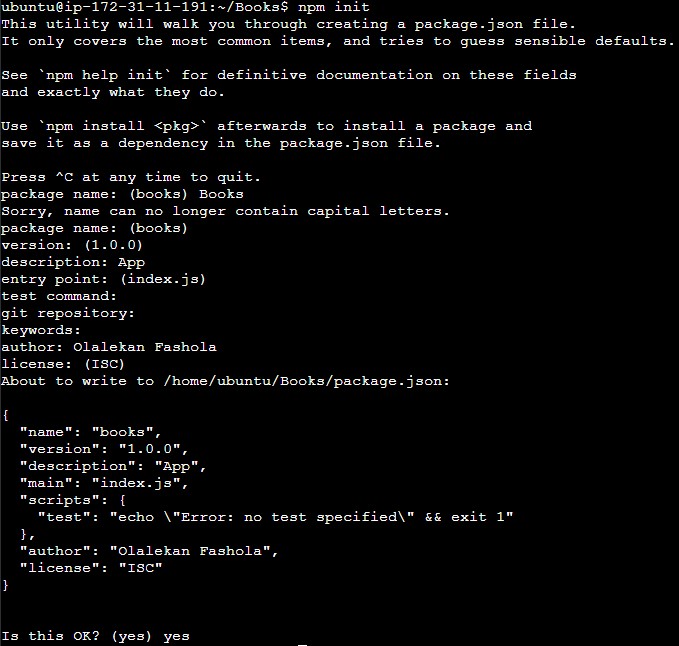 ubuntu@ip-172-31-11-191:~/Books$ npm init
This utility will walk you through creating a package.json file.
It only covers the most common items, and tries to guess sensible defaults.

See `npm help init` for definitive documentation on these fields
and exactly what they do.

Use `npm install <pkg>` afterwards to install a package and
save it as a dependency in the package.json file.

Press ^C at any time to quit.
package name: (books) Books
Sorry, name can no longer contain capital letters.
package name: (books)
version: (1.0.0)
description: App
entry point: (index.js)
test command:
git repository:
keywords:
author: Olalekan Fashola
license: (ISC)
About to write to /home/ubuntu/Books/package.json:

{
  "name": "books",
  "version": "1.0.0",
  "description": "App",
  "main": "index.js",
  "scripts": {
    "test": "echo \"Error: no test specified\" && exit 1"
  },
  "author": "Olalekan Fashola",
  "license": "ISC"
}

Is this OK? (yes) yes